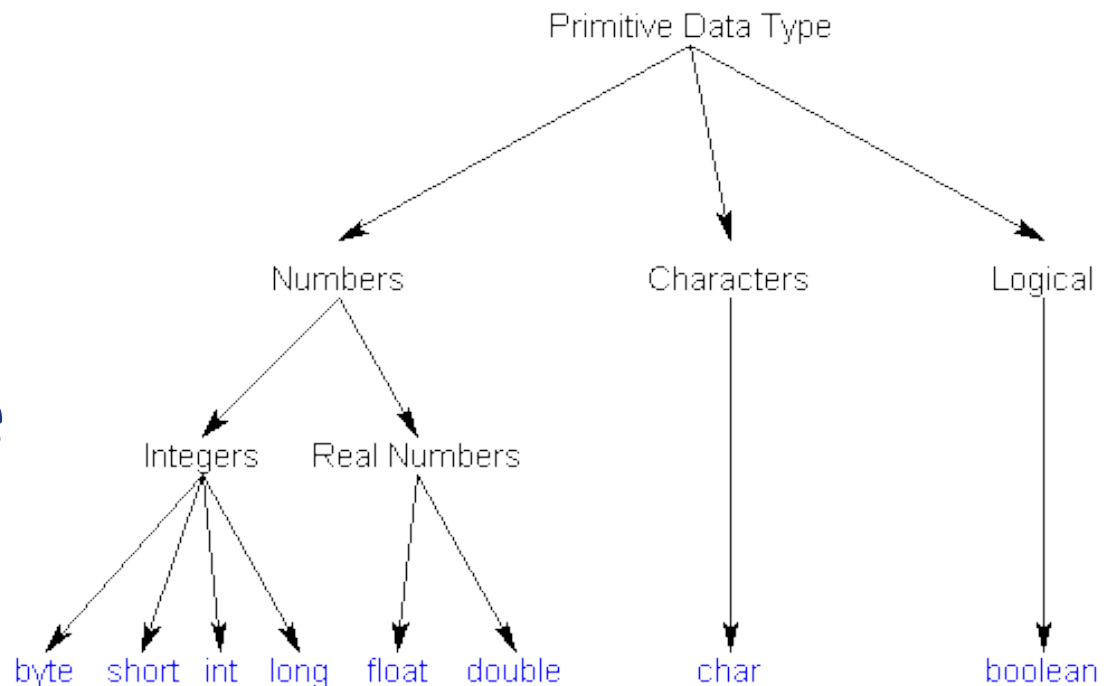 Primitive Data Type
Numbers Characters Logical
Integers Real Numbers
byte short int long float double char boolean